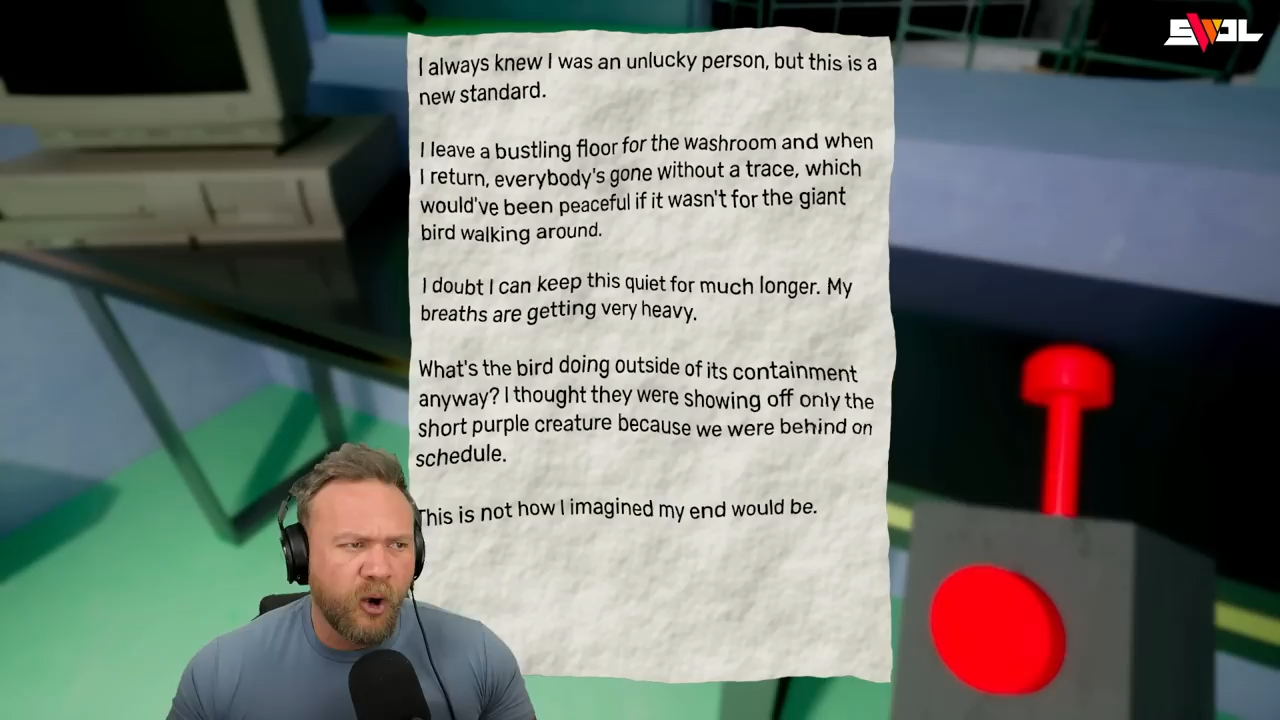 SWOL
I always knew I was an unlucky person, but this is a
new standard.
I leave a bustling floor for the washroom and when
I return, everybody's gone without a trace, which
would've been peaceful if it wasn't for the giant
bird walking around.
I doubt I can keep this quiet for much longer. My
breaths are getting very heavy.
What's the bird doing outside of its containment
anyway? I thought they were showing off only the
short purple creature because we were behind on
schedule.
This is not how I imagined my end would be.